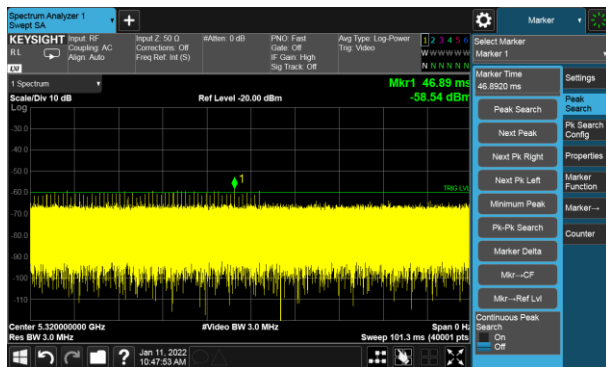 Spectrum Analyzer 1
Swept SA
Marker
KEYSIGHT
RL
LXI
Input: RF
Coupling: AC
Align: Auto
Input Z: 50 Ω
Corrections: Off
Freq Ref: Int (S)
#Atten: 0 dB
PNO: Fast
Gate: Off
IF Gain: High
Sig Track: Off
Avg Type: Log-Power
Trig: Video
1 2 3 4 5 6
W W W W W W
N N N N N N
Select Marker
Marker 1
1 Spectrum
Mkr1 46.89 ms
-58.54 dBm
Scale/Div 10 dB
Ref Level -20.00 dBm
Log
-30.0
-40.0
-50.0
-60.0
-70.0
-80.0
-90.0
-100
-110
1
TRIG LVL
Center 5.320000000 GHz
Res BW 3.0 MHz
#Video BW 3.0 MHz
Span 0 Hz
Sweep 101.3 ms (40001 pts
Marker Time
46.8920 ms
Peak Search
Next Peak
Next Pk Right
Next Pk Left
Minimum Peak
Pk-Pk Search
Marker Delta
Mkr→CF
Mkr→Ref Lvl
Continuous Peak
Search
On
Off
Settings
Peak
Search
Pk Search
Config
Properties
Marker
Function
Marker→
Counter
?
Jan 11, 2022
10:47:53 AM